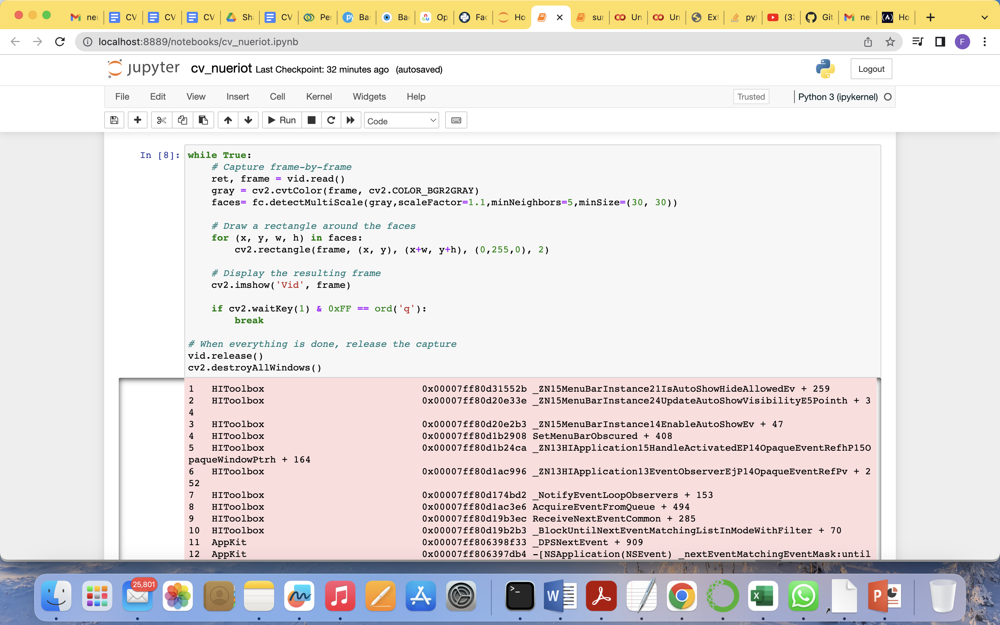 neu
CV
CV
CV
Sh
CV
Per
Ba
Ba
Op
Fac
Ho
sur
Un
Un
Ext
pyt
(33
Git
ne
Ho
localhost:8889/notebooks/cv_nueriot.ipynb
F
jupyter cv_nueriot Last Checkpoint: 32 minutes ago (autosaved)
Logout
File Edit View Insert Cell Kernel Widgets Help
Trusted
Python 3 (ipykernel)
Run
Code
In [8]:
while True:
    # Capture frame-by-frame
    ret, frame = vid.read()
    gray = cv2.cvtColor(frame, cv2.COLOR_BGR2GRAY)
    faces= fc.detectMultiScale(gray,scaleFactor=1.1,minNeighbors=5,minSize=(30, 30))
    # Draw a rectangle around the faces
    for (x, y, w, h) in faces:
        cv2.rectangle(frame, (x, y), (x+w, y+h), (0,255,0), 2)
    # Display the resulting frame
    cv2.imshow('Vid', frame)
    if cv2.waitKey(1) & 0xFF == ord('q'):
        break
# When everything is done, release the capture
vid.release()
cv2.destroyAllWindows()
1   HIToolbox                           0x00007ff80d31552b _ZN15MenuBarInstance21IsAutoShowHideAllowedEv + 259
2   HIToolbox                           0x00007ff80d20e33e _ZN15MenuBarInstance24UpdateAutoShowVisibilityE5Pointh + 3
4
3   HIToolbox                           0x00007ff80d20e2b3 _ZN15MenuBarInstance14EnableAutoShowEv + 47
4   HIToolbox                           0x00007ff80d1b2908 SetMenuBarObscured + 408
5   HIToolbox                           0x00007ff80d1b24ca _ZN13HIApplication15HandleActivatedEP14OpaqueEventRefhP15O
paqueWindowPtrh + 164
6   HIToolbox                           0x00007ff80d1ac996 _ZN13HIApplication13EventObserverEjP14OpaqueEventRefPv + 2
52
7   HIToolbox                           0x00007ff80d174bd2 _NotifyEventLoopObservers + 153
8   HIToolbox                           0x00007ff80d1ac3e6 AcquireEventFromQueue + 494
9   HIToolbox                           0x00007ff80d19b3ec ReceiveNextEventCommon + 285
10  HIToolbox                           0x00007ff80d19b2b3 _BlockUntilNextEventMatchingListInModeWithFilter + 70
11  AppKit                              0x00007ff806398f33 _DPSNextEvent + 909
12  AppKit                              0x00007ff806397db4 -[NSApplication(NSEvent) _nextEventMatchingEventMask:until
25,801